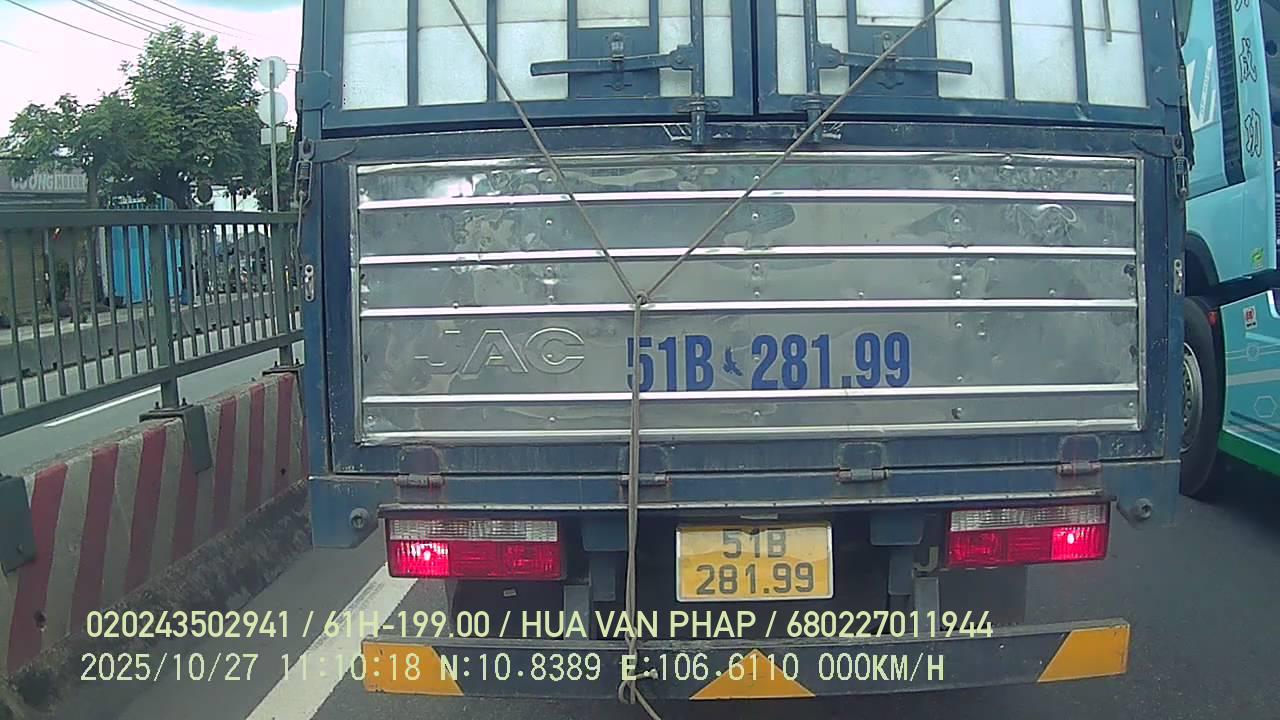 JAC
51B 281.99
51B
281.99
020243502941 / 61H-199.00 / HUA VAN PHAP / 680227011944
2025/10/27 11:10:18 N:10.8389 E:106.6110 000KM/H